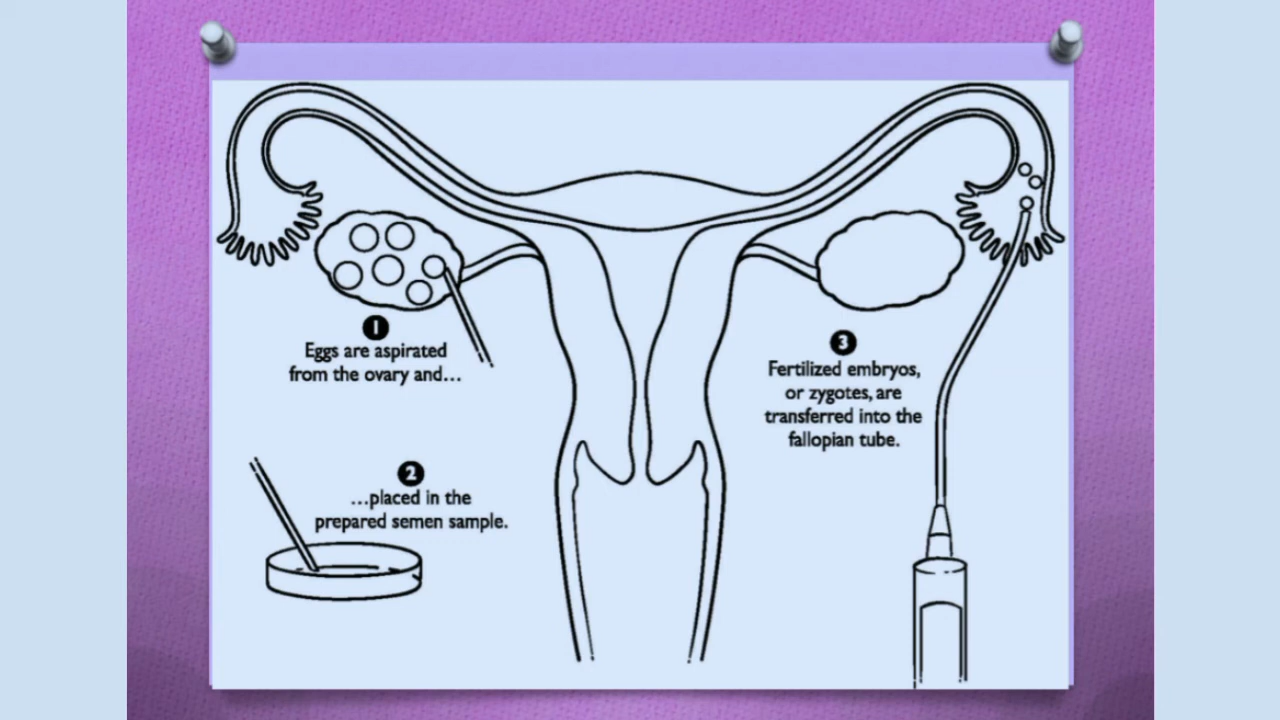 1
Eggs are aspirated
from the ovary and...
2
...placed in the
prepared semen sample.
3
Fertilized embryos,
or zygotes, are
transferred into the
fallopian tube.